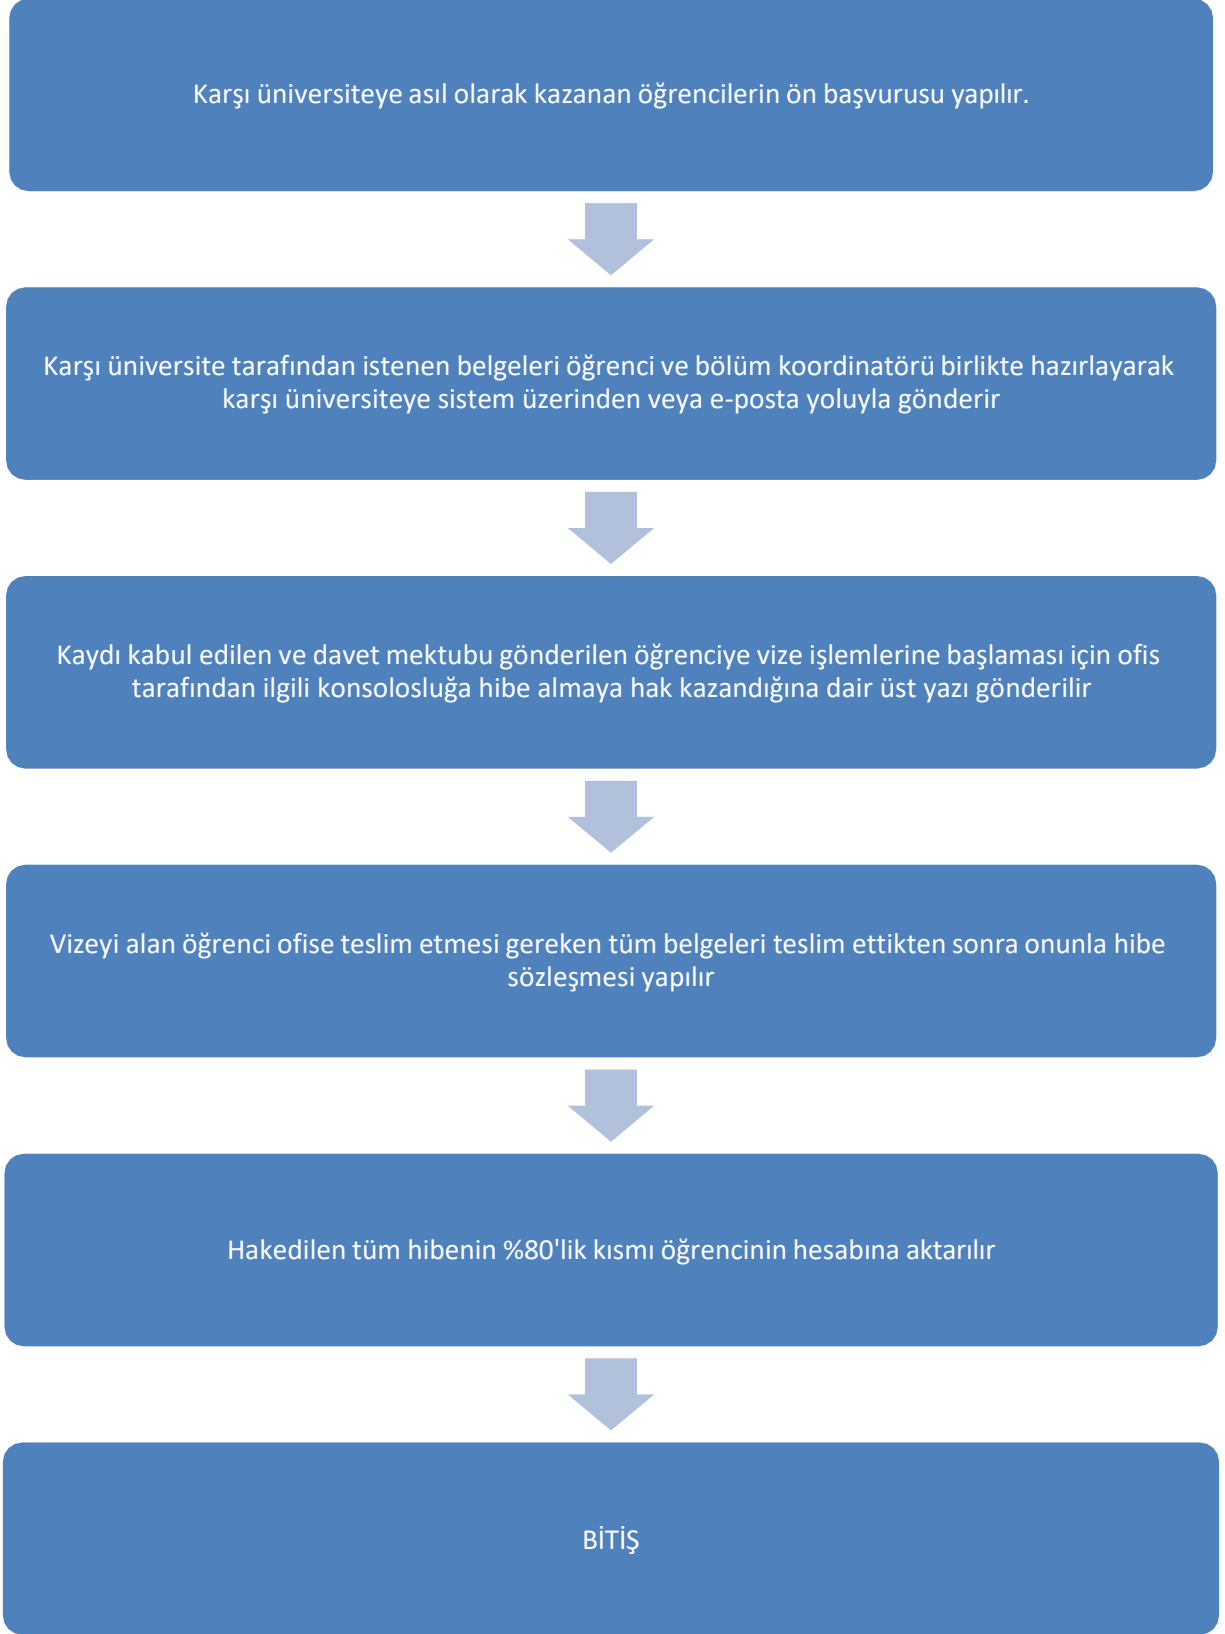 Karşı üniversiteye asıl olarak kazanan öğrencilerin ön başvurusu yapılır.
Karşı üniversite tarafından istenen belgeleri öğrenci ve bölüm koordinatörü birlikte hazırlayarak
karşı üniversiteye sistem üzerinden veya e-posta yoluyla gönderir
Kaydı kabul edilen ve davet mektubu gönderilen öğrenciye vize işlemlerine başlaması için ofis
tarafından ilgili konsolosluğa hibe almaya hak kazandığına dair üst yazı gönderilir
Vizeyi alan öğrenci ofise teslim etmesi gereken tüm belgeleri teslim ettikten sonra onunla hibe
sözleşmesi yapılır
Hakedilen tüm hibenin %80'lik kısmı öğrencinin hesabına aktarılır
BİTİŞ